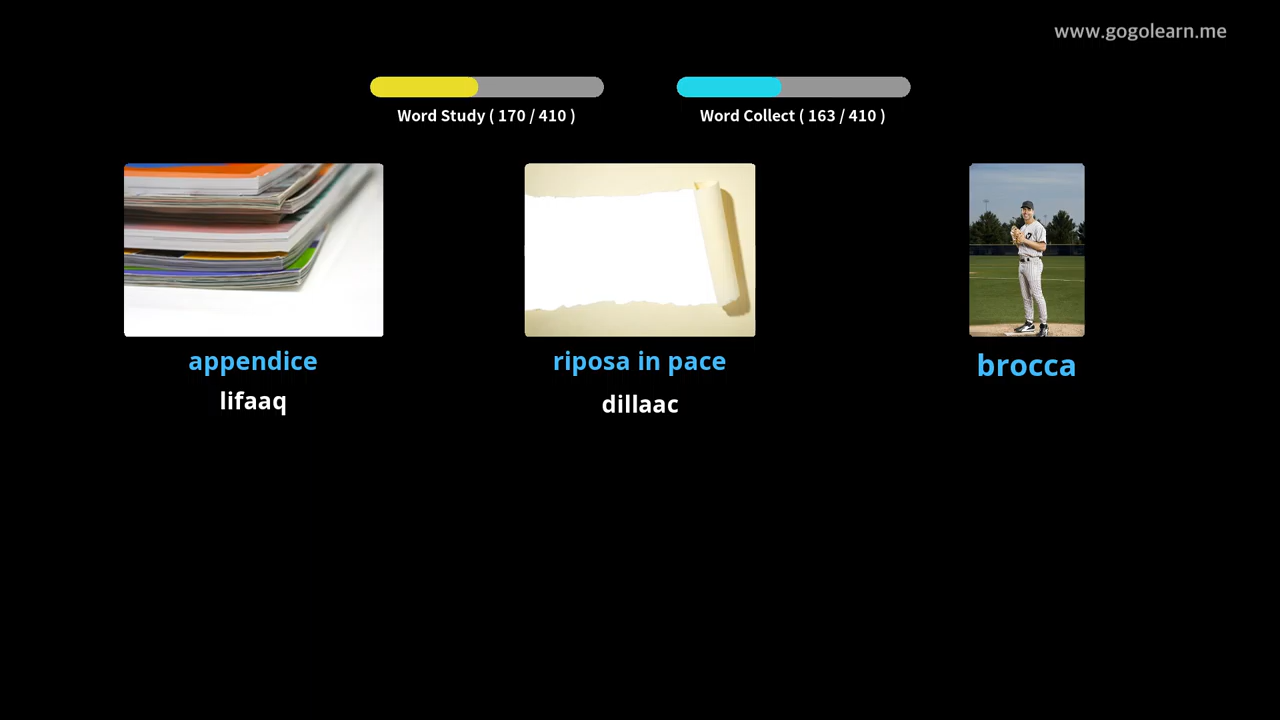 www.gogolearn.me
Word Study ( 170 / 410 )
Word Collect ( 163 / 410 )
appendice
lifaaq
riposa in pace
dillaac
brocca